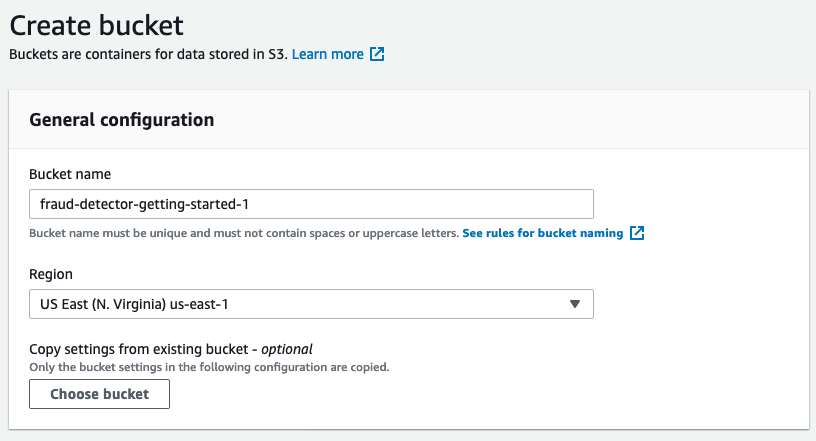 Create bucket
Buckets are containers for data stored in S3. Learn more
General configuration
Bucket name
fraud-detector-getting-started-1
Bucket name must be unique and must not contain spaces or uppercase letters. See rules for bucket naming
Region
US East (N. Virginia) us-east-1
Copy settings from existing bucket - optional
Only the bucket settings in the following configuration are copied.
Choose bucket